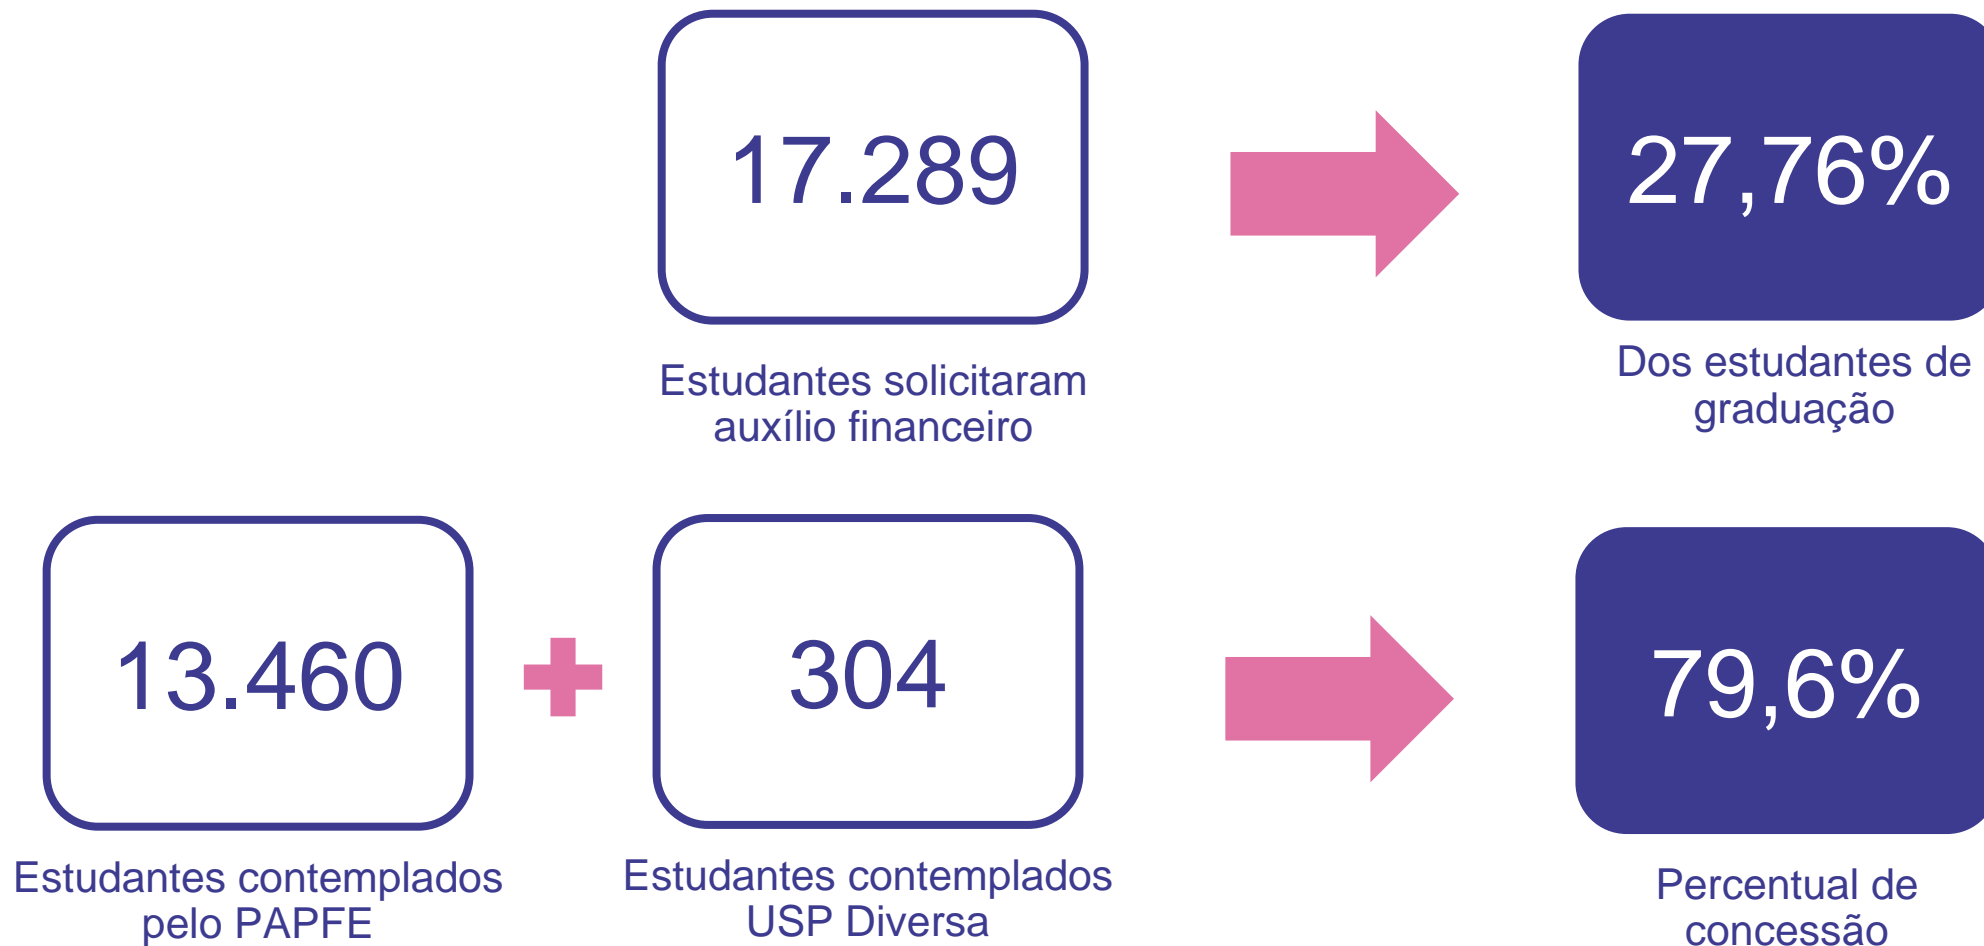 17.289
27,76%
Estudantes solicitaram
auxílio financeiro
Dos estudantes de
graduação
13.460
304
79,6%
Estudantes contemplados
pelo PAPFE
Estudantes contemplados
USP Diversa
Percentual de
concessão